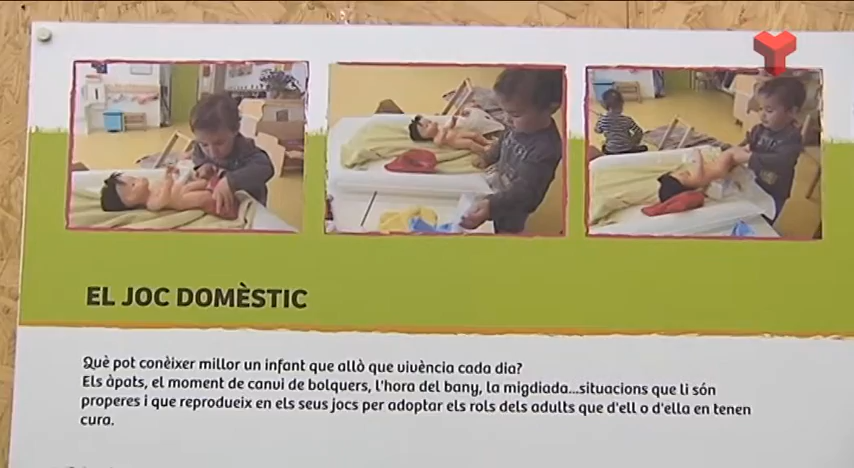 EL JOC DOMÈSTIC
Què pot conèixer millor un infant que allò que vivència cada dia?
Els àpats, el moment de canvi de bolquers, l'hora del bany, la migdiada...situacions que li són
properes i que reprodueix en els seus jocs per adoptar els rols dels adults que d'ell o d'ella en tenen
cura.